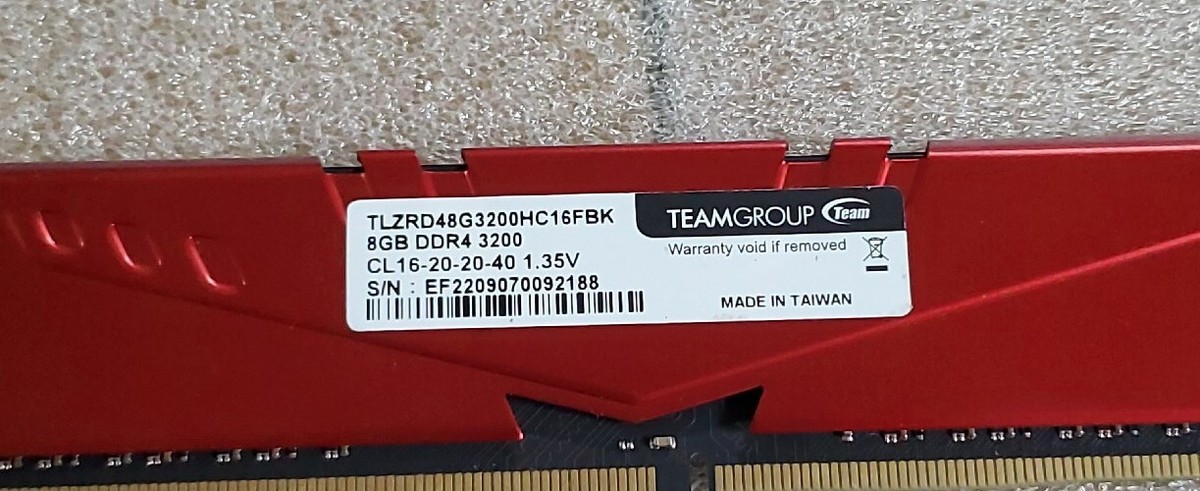 TLZRD48G3200HC16FBK
8GB DDR4 3200
CL16-20-20-40 1.35V
S/N : EF2209070092188
TEAMGROUP Team
Warranty void if removed
MADE IN TAIWAN